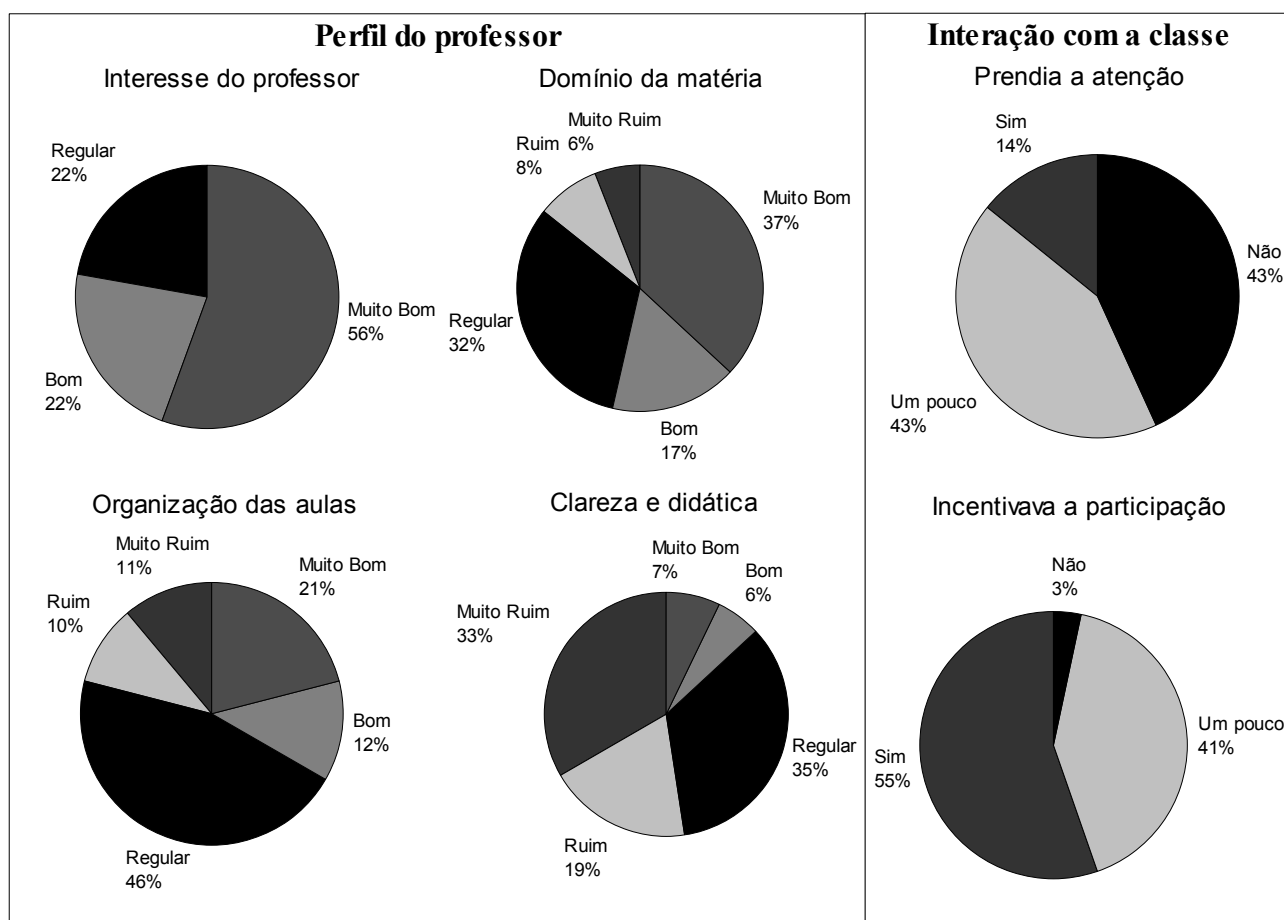 Perfil do professor
Interesse do professor
Regular
22%
Muito Bom
56%
Bom
22%
Domínio da matéria
Muito Ruim
6%
Ruim
8%
Muito Bom
37%
Regular
32%
Bom
17%
Organização das aulas
Muito Ruim
11%
Muito Bom
21%
Ruim
10%
Bom
12%
Regular
46%
Clareza e didática
Muito Bom
7%
Bom
6%
Muito Ruim
33%
Regular
35%
Ruim
19%
Interação com a classe
Prendia a atenção
Sim
14%
Não
43%
Um pouco
43%
Incentivava a participação
Não
3%
Um pouco
41%
Sim
55%